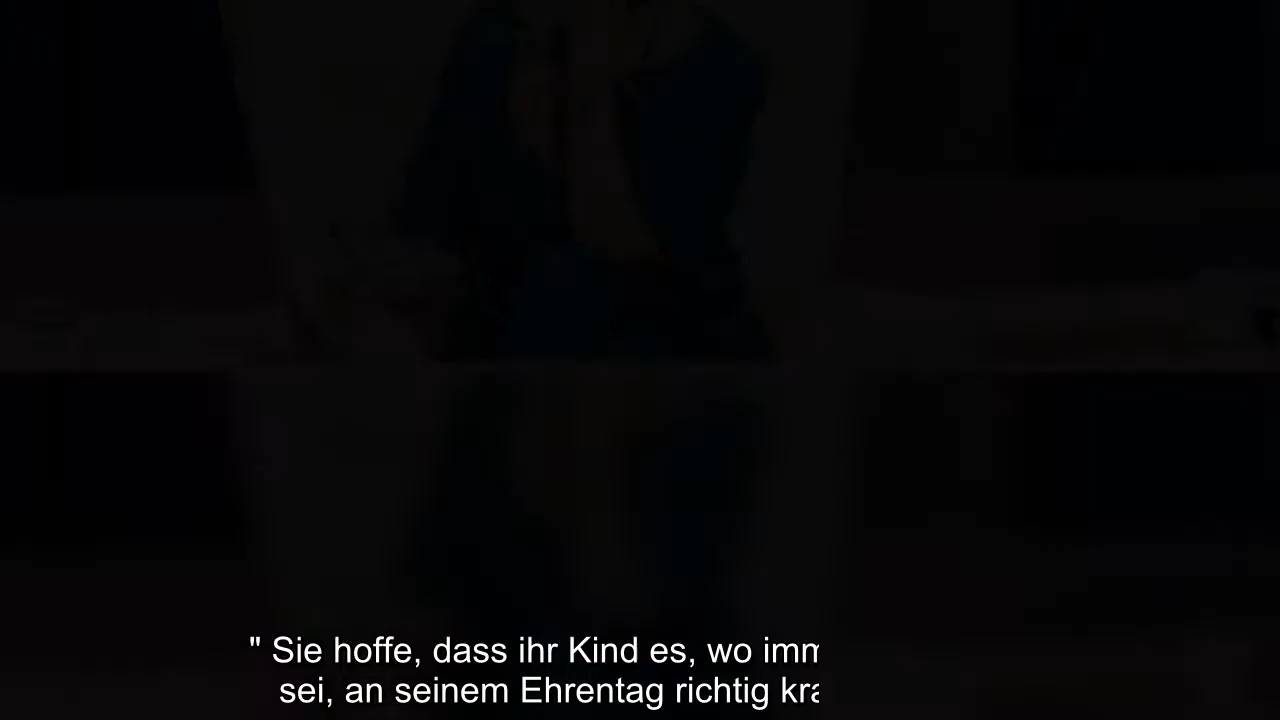 " Sie hoffe, dass ihr Kind es, wo
sei, an seinem Ehrentag richtig